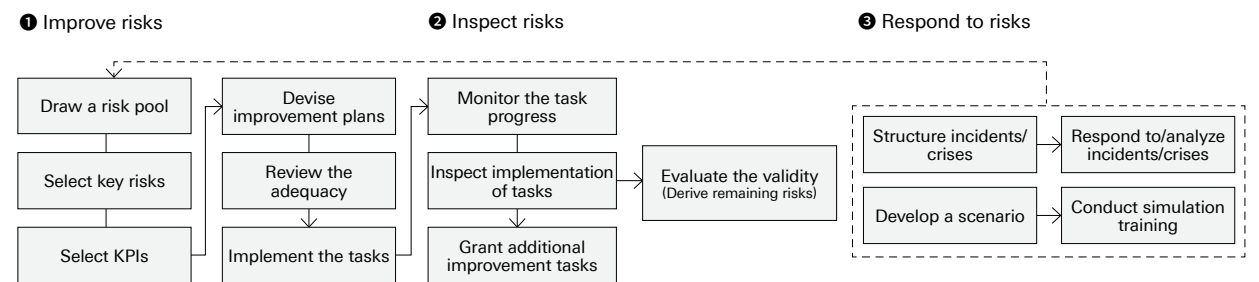 ❶ Improve risks
Draw a risk pool
Select key risks
Select KPIs
Devise
improvement plans
Review the
adequacy
Implement the tasks
❷ Inspect risks
Monitor the task
progress
Inspect implementation
of tasks
Grant additional
improvement tasks
Evaluate the validity
(Derive remaining risks)
❸ Respond to risks
Structure incidents/
crises
Respond to/analyze
incidents/crises
Develop a scenario
Conduct simulation
training